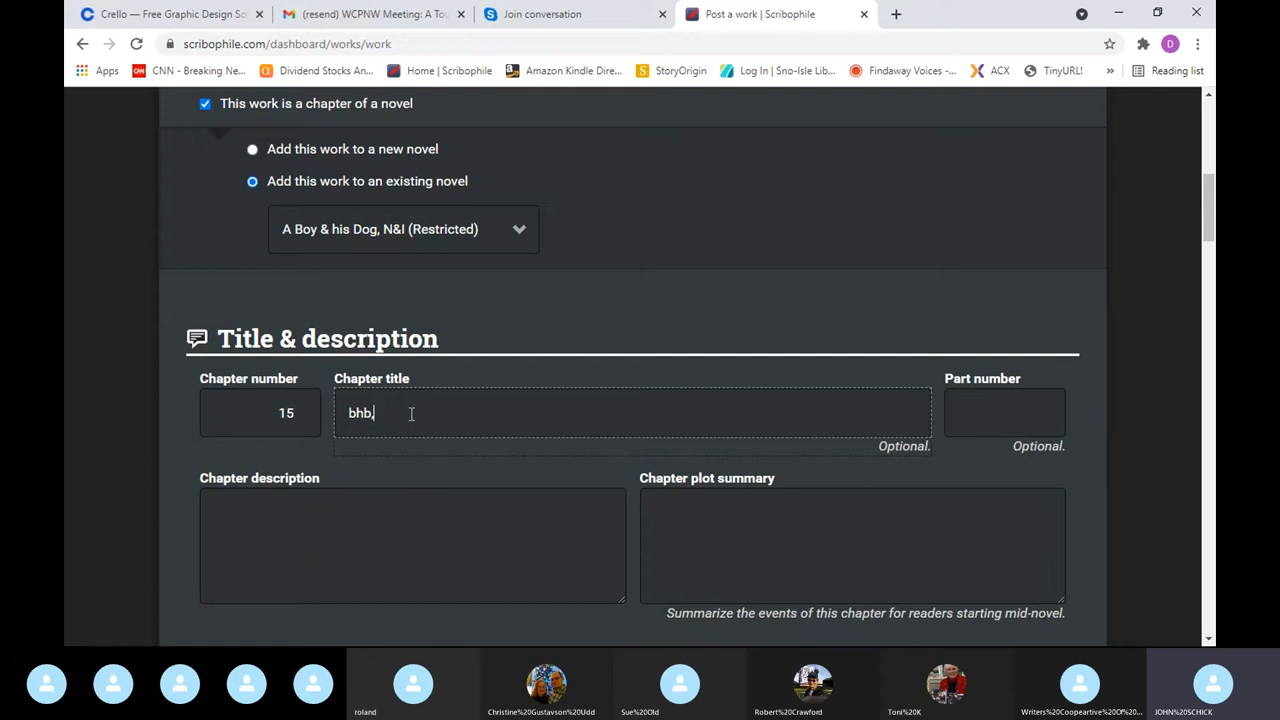 Crello — Free Graphic Design So
(resend) WCPNW Meeting: A Tou
Join conversation
Post a work | Scribophile
scribophile.com/dashboard/works/work
D
Apps
CNN - Breaking Ne...
Dividend Stocks An...
Home | Scribophile
Amazon Kindle Dire...
StoryOrigin
Log In | Sno-Isle Lib...
Findaway Voices -...
ACX
TinyURL!
»
Reading list
This work is a chapter of a novel
Add this work to a new novel
Add this work to an existing novel
A Boy & his Dog, N&I (Restricted)
Title & description
Chapter number
Chapter title
Part number
15
bhb,
Optional.
Optional.
Chapter description
Chapter plot summary
Summarize the events of this chapter for readers starting mid-novel.
roland
Christine%20Gustavson%20Udd
Sue%20Old
Robert%20Crawford
Toni%20K
Writers%20Coopeartive%20Of%20...
JOHN%20SCHICK